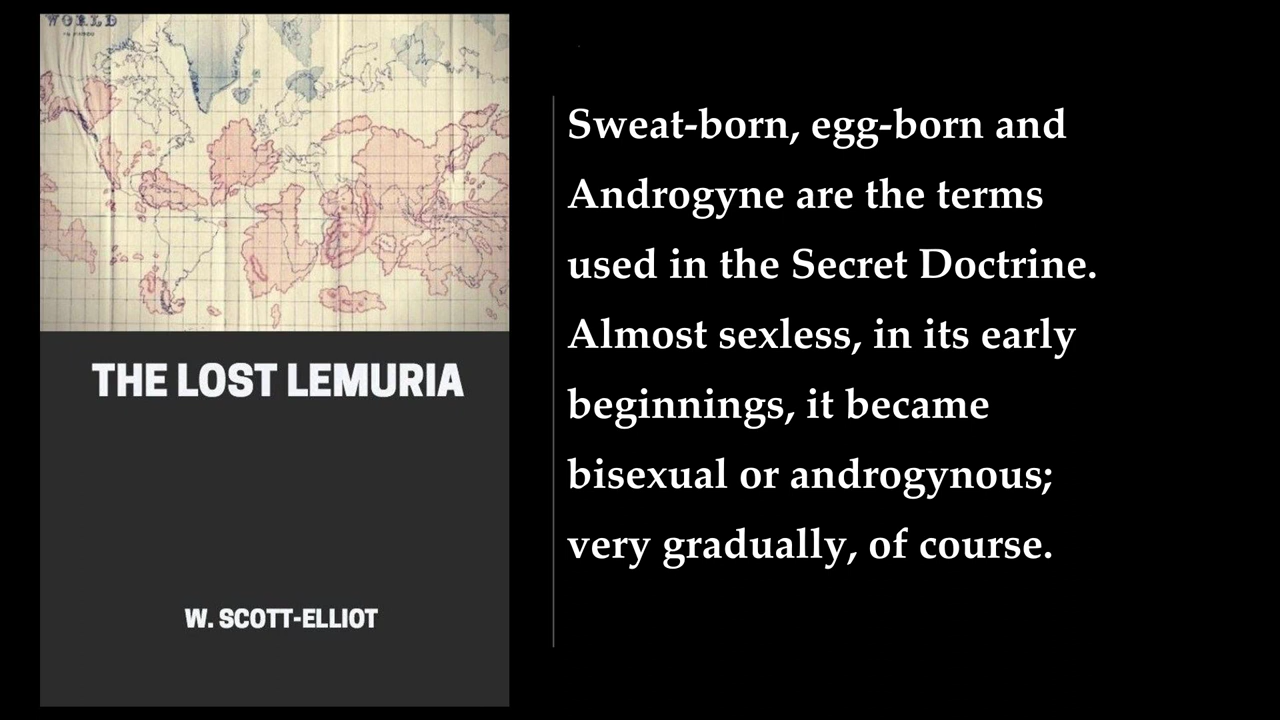 WORLD
THE LOST LEMURIA
W. SCOTT-ELLIOT
Sweat-born, egg-born and
Androgyne are the terms
used in the Secret Doctrine.
Almost sexless, in its early
beginnings, it became
bisexual or androgynous;
very gradually, of course.